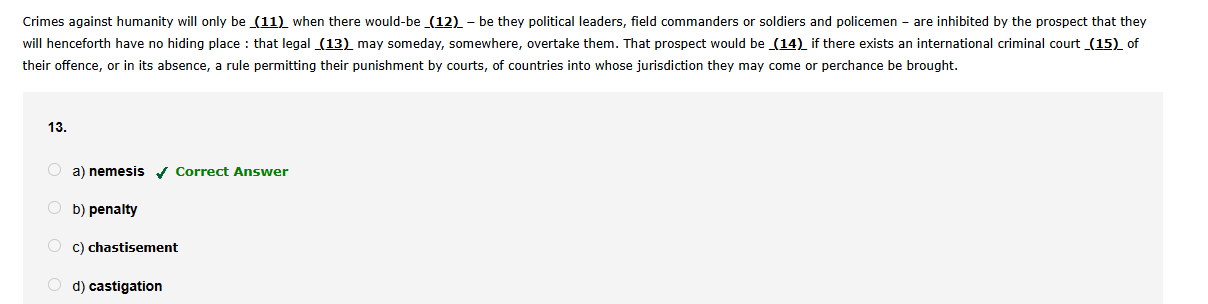 Crimes against humanity will only be (11) when there would-be (12) – be they political leaders, field commanders or soldiers and policemen – are inhibited by the prospect that they
will henceforth have no hiding place : that legal (13) may someday, somewhere, overtake them. That prospect would be (14) if there exists an international criminal court (15) of
their offence, or in its absence, a rule permitting their punishment by courts, of countries into whose jurisdiction they may come or perchance be brought.
13.
a) nemesis ✓ Correct Answer
b) penalty
c) chastisement
d) castigation